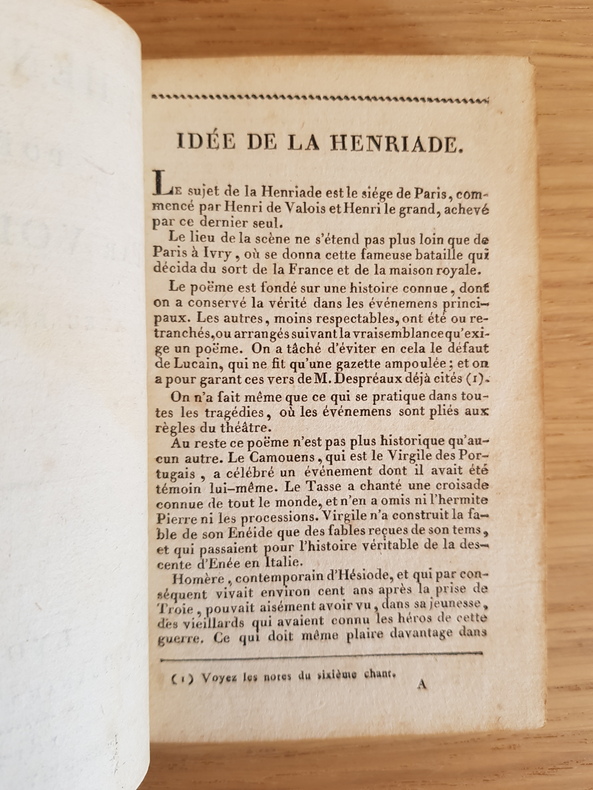 IDÉE DE LA HENRIADE.
LE sujet de la Henriade est le siége de Paris, com-
mencé par Henri de Valois et Henri le grand, achevé
par ce dernier seul.
Le lieu de la scène ne s'étend pas plus loin que de
Paris à Ivry, où se donna cette fameuse bataille qui
décida du sort de la France et de la maison royale.
Le poëme est fondé sur une histoire connue, dont
on a conservé la vérité dans les événemens princi-
paux. Les autres, moins respectables, ont été ou re-
tranchés, ou arrangés suivant la vraisemblance qu'exi-
ge un poëme. On a tâché d'éviter en cela le défaut
de Lucain, qui ne fit qu'une gazette ampoulée; et on
a pour garant ces vers de M. Despréaux déjà cités (1).
On n'a fait même que ce qui se pratique dans tou-
tes les tragédies, où les événemens sont pliés aux
règles du théâtre.
Au reste ce poëme n'est pas plus historique qu'au-
cun autre. Le Camouens, qui est le Virgile des Por-
tugais, a célébré un événement dont il avait été
témoin lui-même. Le Tasse a chanté une croisade
connue de tout le monde, et n'en a omis ni l'hermite
Pierre ni les processions. Virgile n'a construit la fa-
ble de son Enéide que des fables reçues de son tems,
et qui passaient pour l'histoire véritable de la des-
cente d'Enée en Italie.
Homère, contemporain d'Hésiode, et qui par con-
séquent vivait environ cent ans après la prise de
Troie, pouvait aisément avoir vu, dans sa jeunesse,
des vieillards qui avaient connu les héros de cette
guerre. Ce qui doit même plaire davantage dans
(1) Voyez les notes du sixième chant.
A